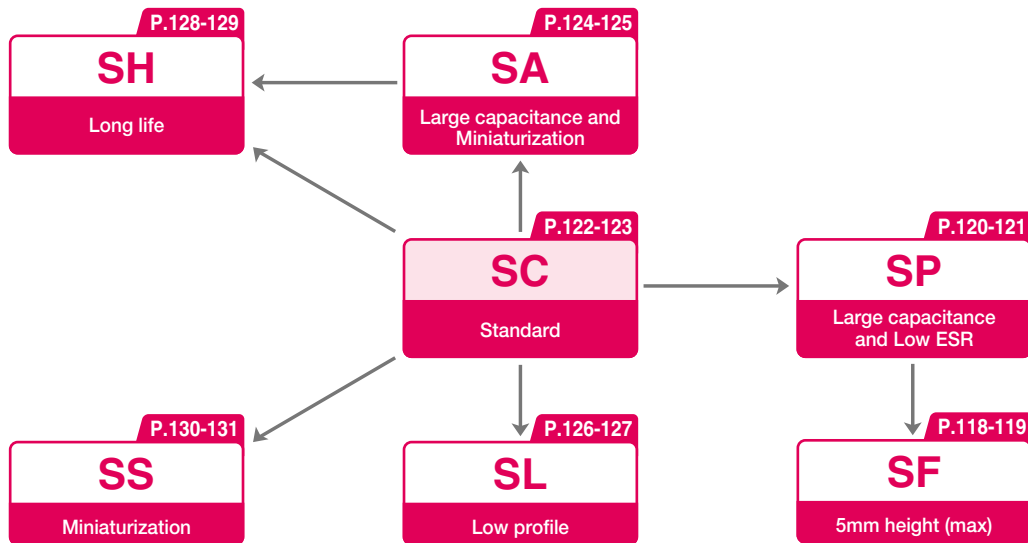 P.128-129
SH
Long life
P.124-125
SA
Large capacitance and
Miniaturization
P.122-123
SC
Standard
P.120-121
SP
Large capacitance
and Low ESR
P.130-131
SS
Miniaturization
P.126-127
SL
Low profile
P.118-119
SF
5mm height (max)